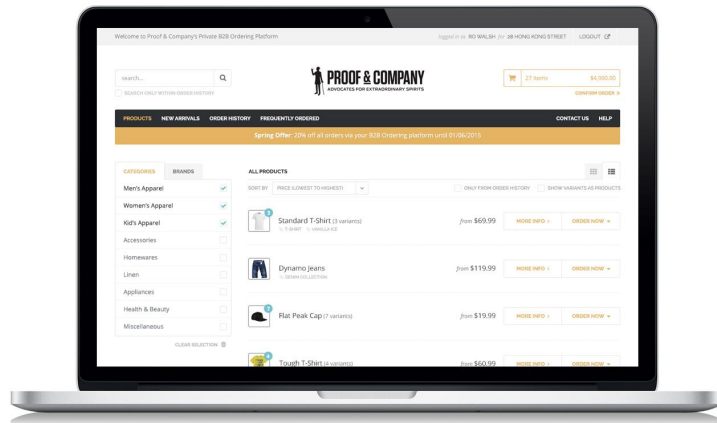 Welcome to Proof & Company's Private B2B Ordering Platform
logged in as RO WALSH for 28 HONG KONG STREET LOGOUT
search...
SEARCH ONLY WITHIN ORDER HISTORY
PROOF & COMPANY
ADVOCATES FOR EXTRAORDINARY SPIRITS
27 items $4,000.00
CONFIRM ORDER
PRODUCTS NEW ARRIVALS ORDER HISTORY FREQUENTLY ORDERED CONTACT US HELP
Spring Offer: 20% off all orders via your B2B Ordering platform until 01/06/2015
CATEGORIES BRANDS
Men's Apparel
Women's Apparel
Kid's Apparel
Accessories
Homewares
Linen
Appliances
Health & Beauty
Miscellaneous
CLEAR SELECTION
ALL PRODUCTS
SORT BY PRICE (LOWEST TO HIGHEST) ONLY FROM ORDER HISTORY SHOW VARIANTS AS PRODUCTS
3
Standard T-Shirt (3 variants) from $69.99 MORE INFO > ORDER NOW
T-SHIRT VANILLA ICE
Dynamo Jeans from $119.99 MORE INFO > ORDER NOW
DENIM COLLECTION
7
Flat Peak Cap (7 variants) from $19.99 MORE INFO > ORDER NOW
Tough T-Shirt (4 variants) from $60.99 MORE INFO > ORDER NOW